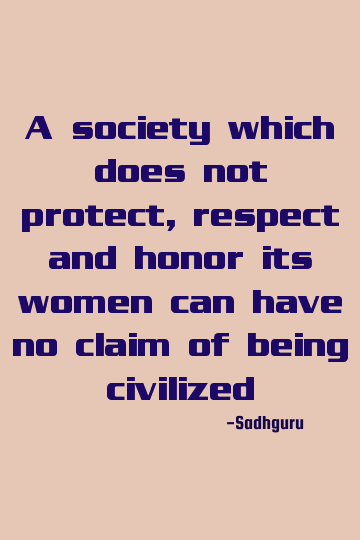 A society which
does not
protect, respect
and honor its
women can have
no claim of being
civilized
-Sadhguru